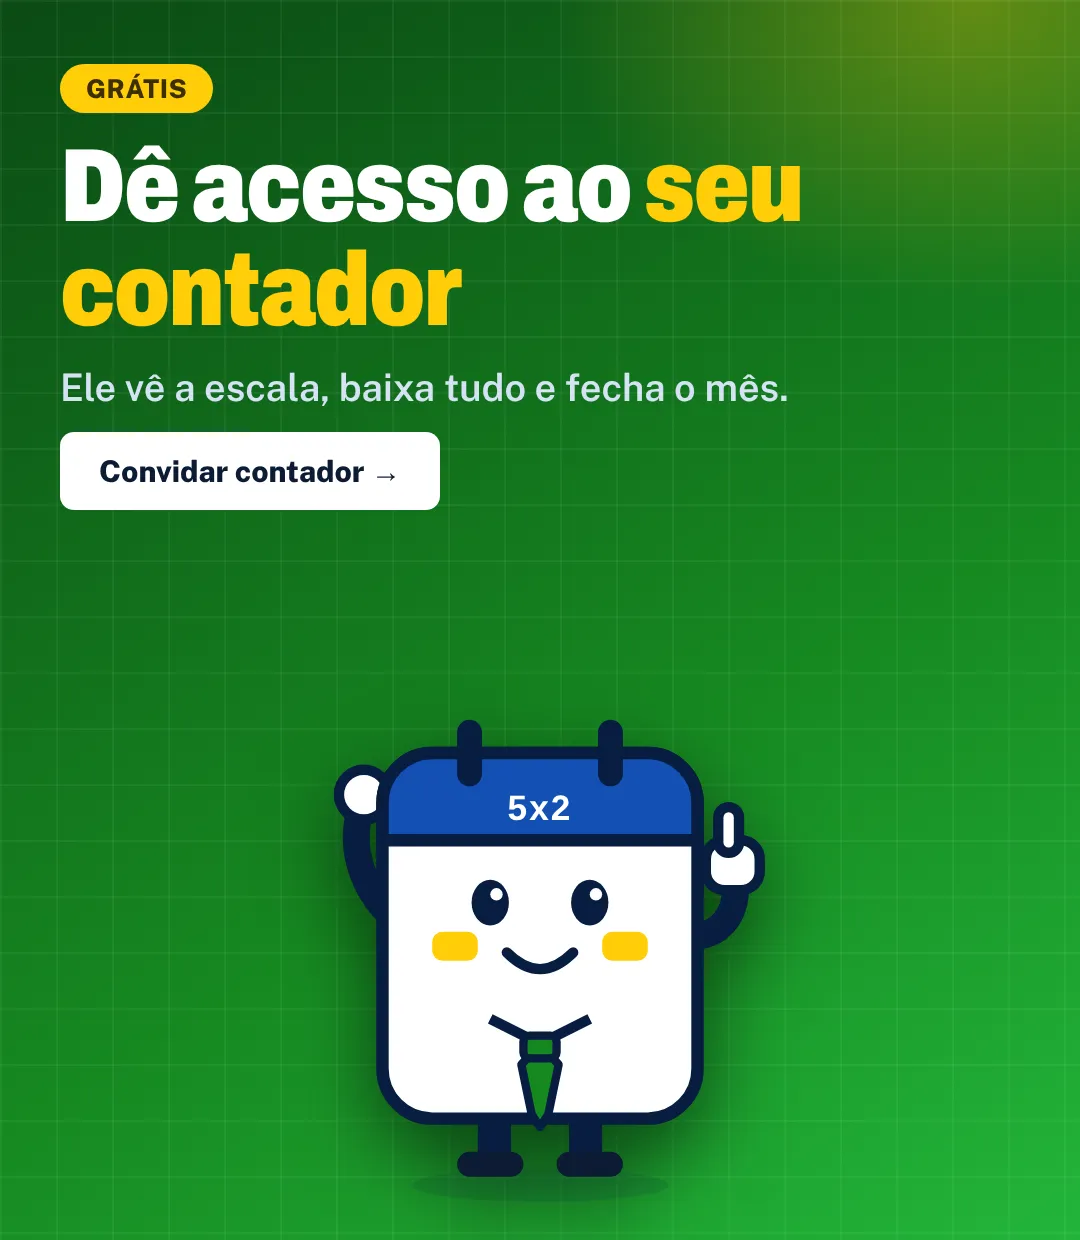 GRÁTIS
Dê acesso ao seu
contador
Ele vê a escala, baixa tudo e fecha o mês.
Convidar contador →
5x2